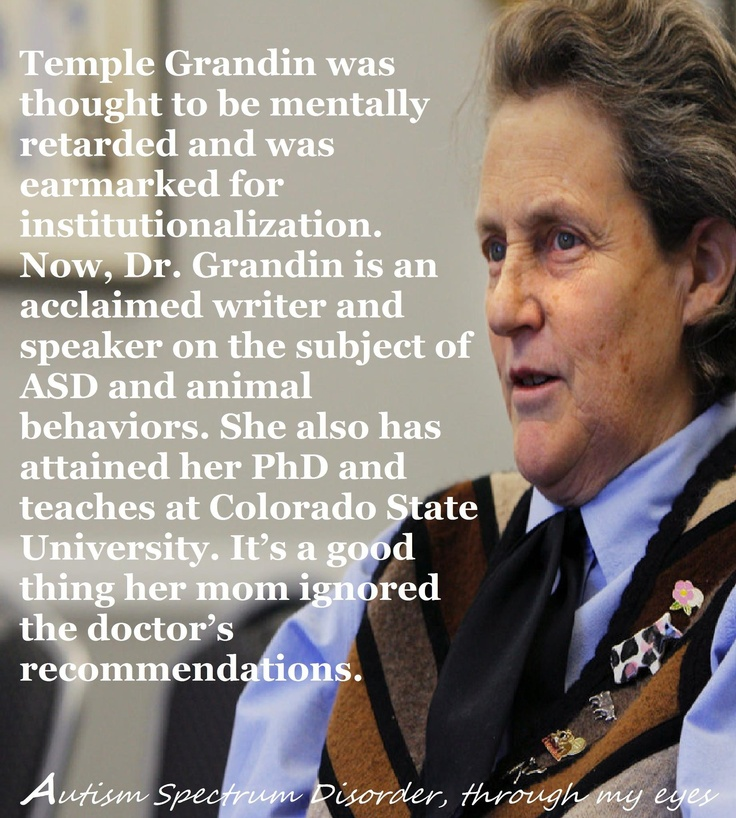 Temple Grandin was
thought to be mentally
retarded and was
earmarked for
institutionalization.
Now, Dr. Grandin is an
acclaimed writer and
speaker on the subject of
ASD and animal
behaviors. She also has
attained her PhD and
teaches at Colorado State
University. It’s a good
thing her mom ignored
the doctor’s
recommendations.
Autism Spectrum Disorder, through my eyes